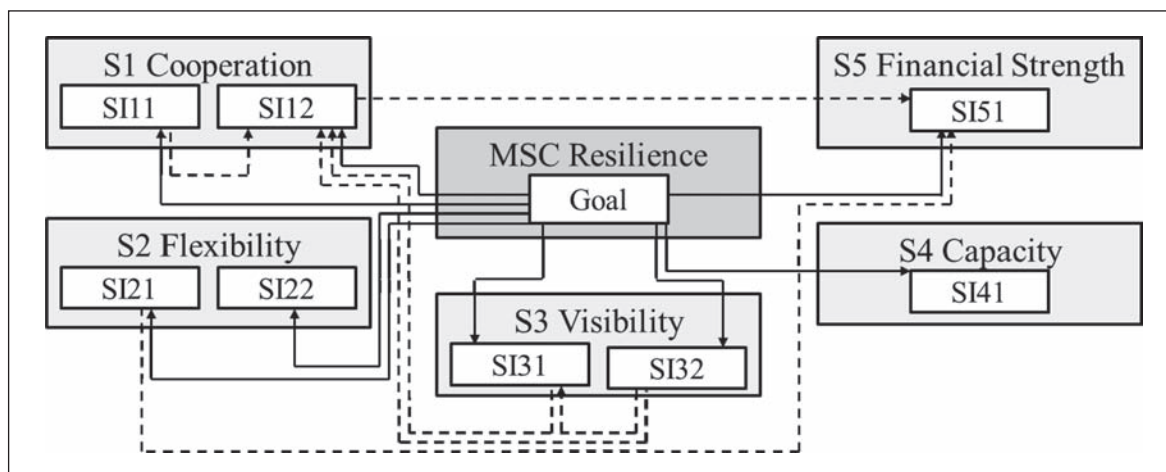 S1 Cooperation
SI11
SI12
S5 Financial Strength
SI51
MSC Resilience
Goal
S2 Flexibility
SI21
SI22
S4 Capacity
SI41
S3 Visibility
SI31
SI32